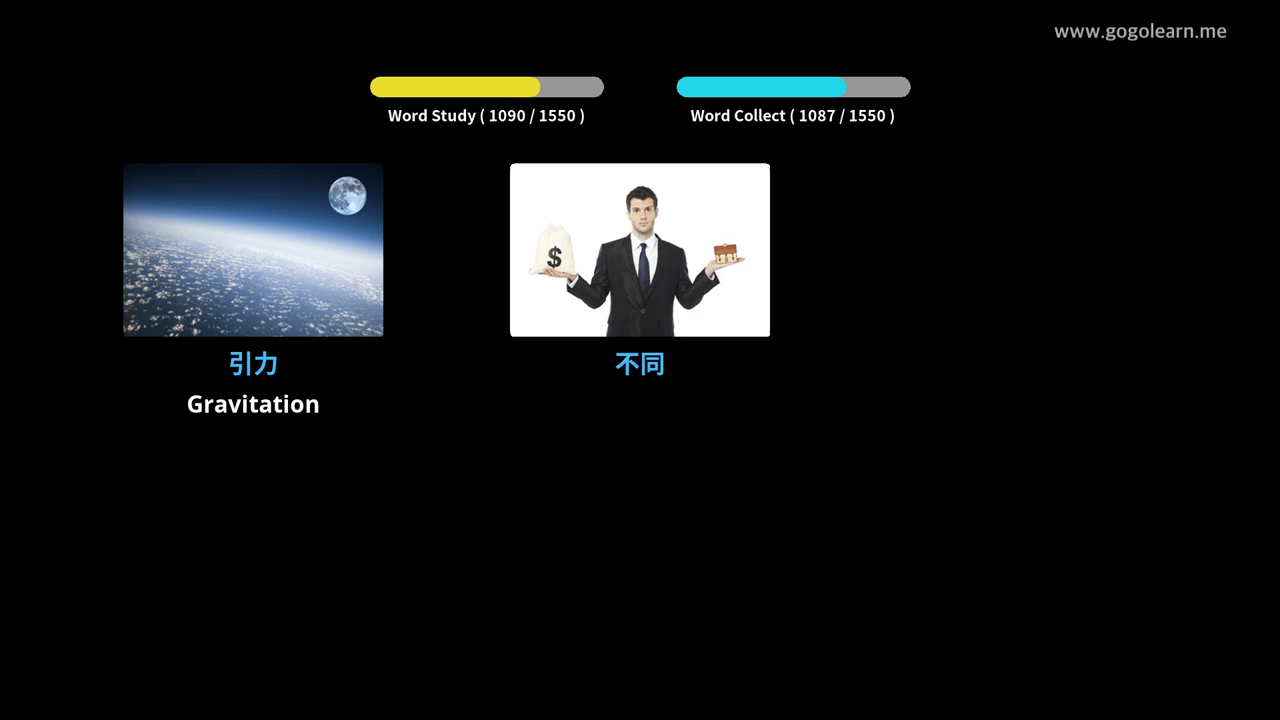 www.gogolearn.me
Word Study ( 1090 / 1550 )
Word Collect ( 1087 / 1550 )
$
引力
不同
Gravitation